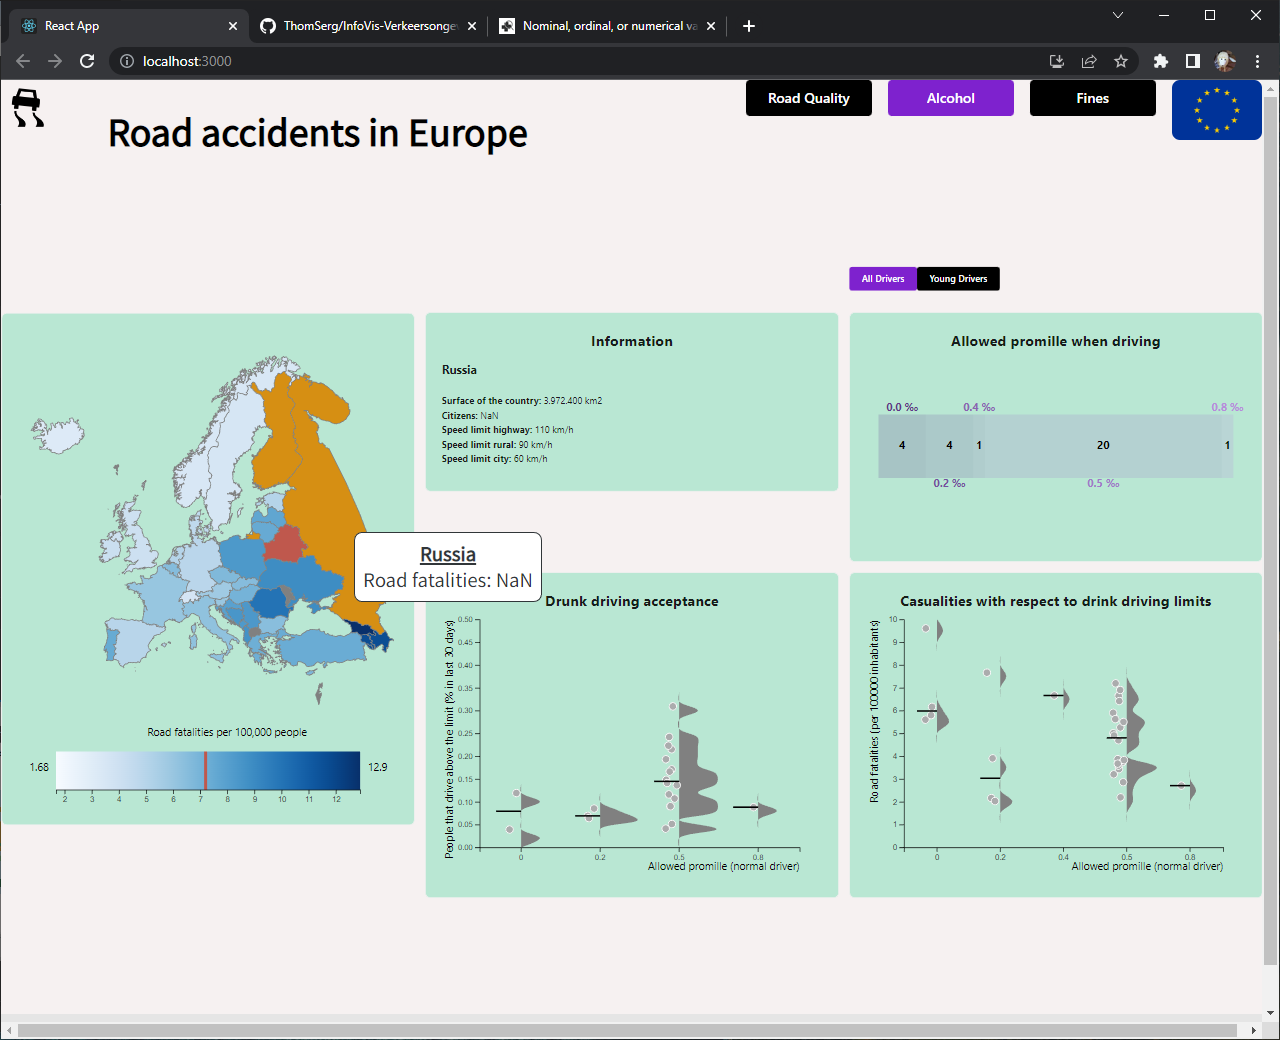 React App
ThomSerg/InfoVis-Verkeersonge
Nominal, ordinal, or numerical va
localhost:3000
Road Quality
Alcohol
Fines
Road accidents in Europe
All Drivers
Young Drivers
Information
Russia
Surface of the country: 3.972.400 km2
Citizens: NaN
Speed limit highway: 110 km/h
Speed limit rural: 90 km/h
Speed limit city: 60 km/h
Allowed promille when driving
0.0 ‰
0.4 ‰
0.8 ‰
4
4
1
20
1
0.2 ‰
0.5 ‰
Russia
Road fatalities: NaN
Road fatalities per 100,000 people
1.68
12.9
2 3 4 5 6 7 8 9 10 11 12
Drunk driving acceptance
People that drive above the limit (% in last 30 days)
0.50
0.45
0.40
0.35
0.30
0.25
0.20
0.15
0.10
0.05
0.00
0 0.2 0.5 0.8
Allowed promille (normal driver)
Casualities with respect to drink driving limits
Road fatalities (per 100000 inhabitants)
10
9
8
7
6
5
4
3
2
1
0
0 0.2 0.4 0.5 0.8
Allowed promille (normal driver)